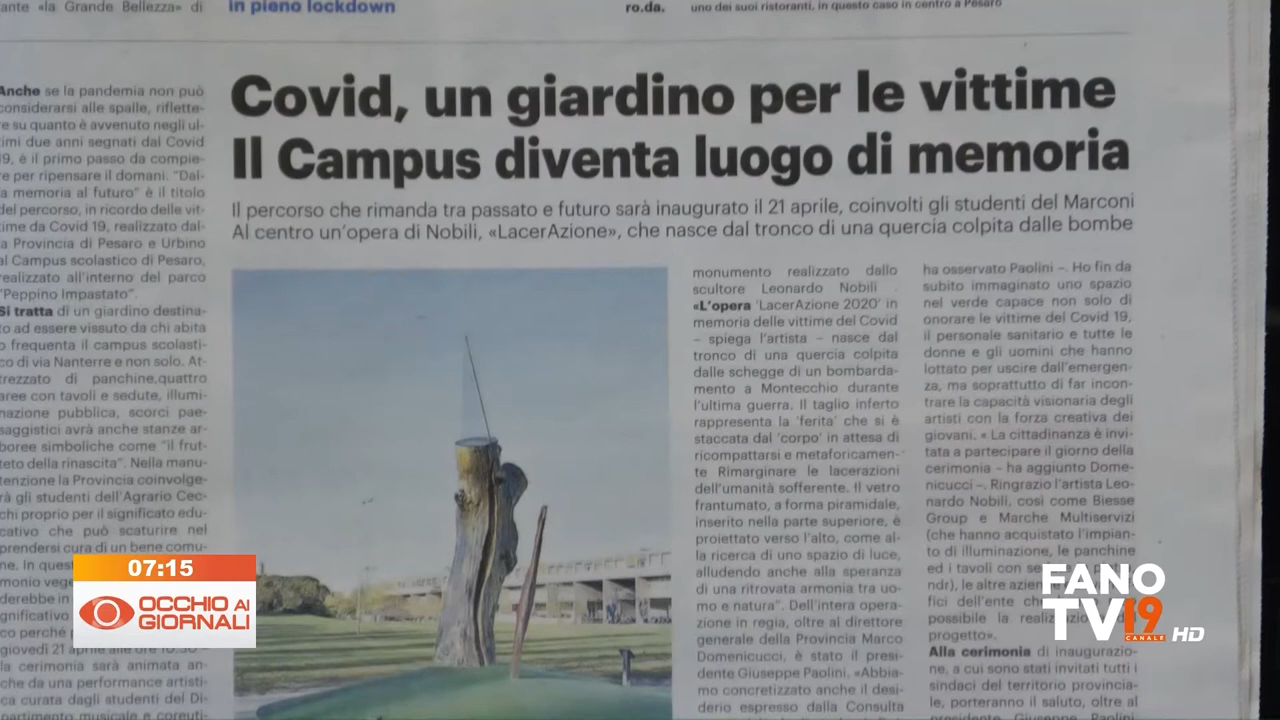 ante «la Grande Bellezza» di
in pieno lockdown
ro.da.
uno dei suoi ristoranti, in questo caso in centro a Pesaro
Covid, un giardino per le vittime
Il Campus diventa luogo di memoria
Il percorso che rimanda tra passato e futuro sarà inaugurato il 21 aprile, coinvolti gli studenti del Marconi
Al centro un'opera di Nobili, «LacerAzione», che nasce dal tronco di una quercia colpita dalle bombe
Anche se la pandemia non può
considerarsi alle spalle, riflette-
e su quanto è avvenuto negli ul-
timi due anni segnati dal Covid
19, è il primo passo da compie-
e per ripensare il domani. "Dal-
a memoria al futuro" è il titolo
del percorso, in ricordo delle vit-
time da Covid 19, realizzato dal-
a Provincia di Pesaro e Urbino
al Campus scolastico di Pesaro,
realizzato all'interno del parco
"Peppino Impastato".
Si tratta di un giardino destina-
to ad essere vissuto da chi abita
o frequenta il campus scolasti-
co di via Nanterre e non solo. At-
trezzato di panchine,quattro
aree con tavoli e sedute, illumi-
nazione pubblica, scorci pae-
saggistici avrà anche stanze ar-
boree simboliche come "il frut-
teto della rinascita". Nella manu-
tenzione la Provincia coinvolge-
rà gli studenti dell'Agrario Cec-
chi proprio per il significato edu-
cativo che può scaturire nel
prendersi cura di un bene comu-
ne. In ques
monio vege
derebbe in
gnificativo
co perché
giovedì 21 aprile alle ore 10.30 –
la cerimonia sarà animata an-
che da una performance artisti-
ca curata dagli studenti del Di-
partimento musicale e coreuti-
monumento realizzato dallo
scultore Leonardo Nobili
«L'opera 'LacerAzione 2020' in
memoria delle vittime del Covid
– spiega l'artista – nasce dal
tronco di una quercia colpita
dalle schegge di un bombarda-
mento a Montecchio durante
l'ultima guerra. Il taglio inferto
rappresenta la 'ferita' che si è
staccata dal 'corpo' in attesa di
ricompattarsi e metaforicamen-
te Rimarginare le lacerazioni
dell'umanità sofferente. Il vetro
frantumato, a forma piramidale,
inserito nella parte superiore, è
proiettato verso l'alto, come al-
la ricerca di uno spazio di luce,
alludendo anche alla speranza
di una ritrovata armonia tra uo-
mo e natura". Dell'intera opera-
zione in regia, oltre al direttore
generale della Provincia Marco
Domenicucci, è stato il presi-
dente Giuseppe Paolini, «Abbia-
mo concretizzato anche il desi-
derio espresso dalla Consulta
ha osservato Paolini –. Ho fin da
subito immaginato uno spazio
nel verde capace non solo di
onorare le vittime del Covid 19,
il personale sanitario e tutte le
donne e gli uomini che hanno
lottato per uscire dall'emergen-
za, ma soprattutto di far incon-
trare la capacità visionaria degli
artisti con la forza creativa dei
giovani. « La cittadinanza è invi-
tata a partecipare il giorno della
cerimonia – ha aggiunto Dome-
nicucci –. Ringrazio l'artista Leo-
nardo Nobili, così come Biesse
Group e Marche Multiservizi
(che hanno acquistato l'impian-
to di illuminazione, le panchine
ed i tavoli con se
ndr), le altre azien
fici dell'ente ch
possibile la realiz
progetto».
Alla cerimonia di inaugurazio-
ne, a cui sono stati invitati tutti i
sindaci del territorio provincia-
le, porteranno il saluto, oltre al
presidente Giuseppe Paolini
07:15
OCCHIO AI
GIORNALI
FANO
TV19
CANALE HD